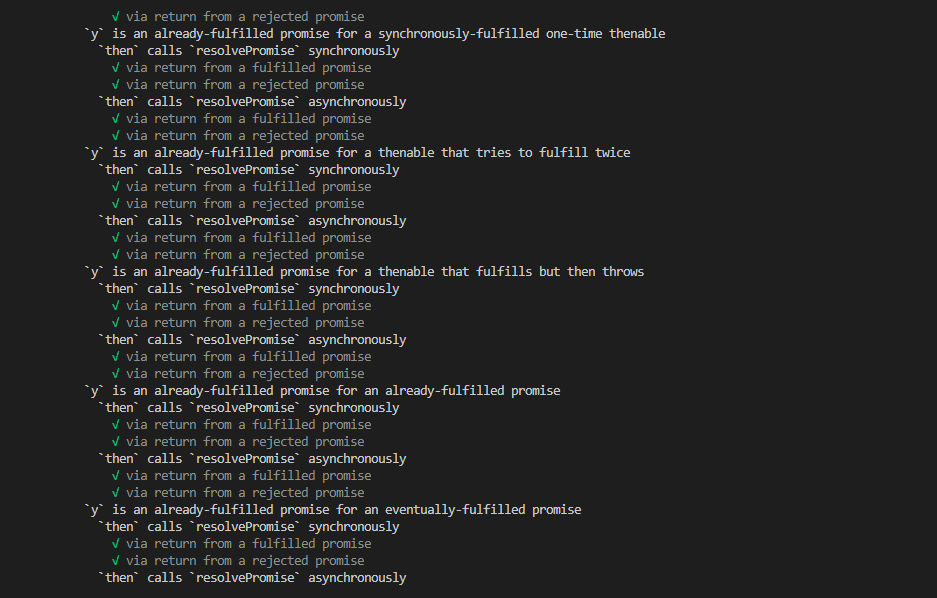 √ via return from a rejected promise
`y` is an already-fulfilled promise for a synchronously-fulfilled one-time thenable
`then` calls `resolvePromise` synchronously
√ via return from a fulfilled promise
√ via return from a rejected promise
`then` calls `resolvePromise` asynchronously
√ via return from a fulfilled promise
√ via return from a rejected promise
`y` is an already-fulfilled promise for a thenable that tries to fulfill twice
`then` calls `resolvePromise` synchronously
√ via return from a fulfilled promise
√ via return from a rejected promise
`then` calls `resolvePromise` asynchronously
√ via return from a fulfilled promise
√ via return from a rejected promise
`y` is an already-fulfilled promise for a thenable that fulfills but then throws
`then` calls `resolvePromise` synchronously
√ via return from a fulfilled promise
√ via return from a rejected promise
`then` calls `resolvePromise` asynchronously
√ via return from a fulfilled promise
√ via return from a rejected promise
`y` is an already-fulfilled promise for an already-fulfilled promise
`then` calls `resolvePromise` synchronously
√ via return from a fulfilled promise
√ via return from a rejected promise
`then` calls `resolvePromise` asynchronously
√ via return from a fulfilled promise
√ via return from a rejected promise
`y` is an already-fulfilled promise for an eventually-fulfilled promise
`then` calls `resolvePromise` synchronously
√ via return from a fulfilled promise
√ via return from a rejected promise
`then` calls `resolvePromise` asynchronously